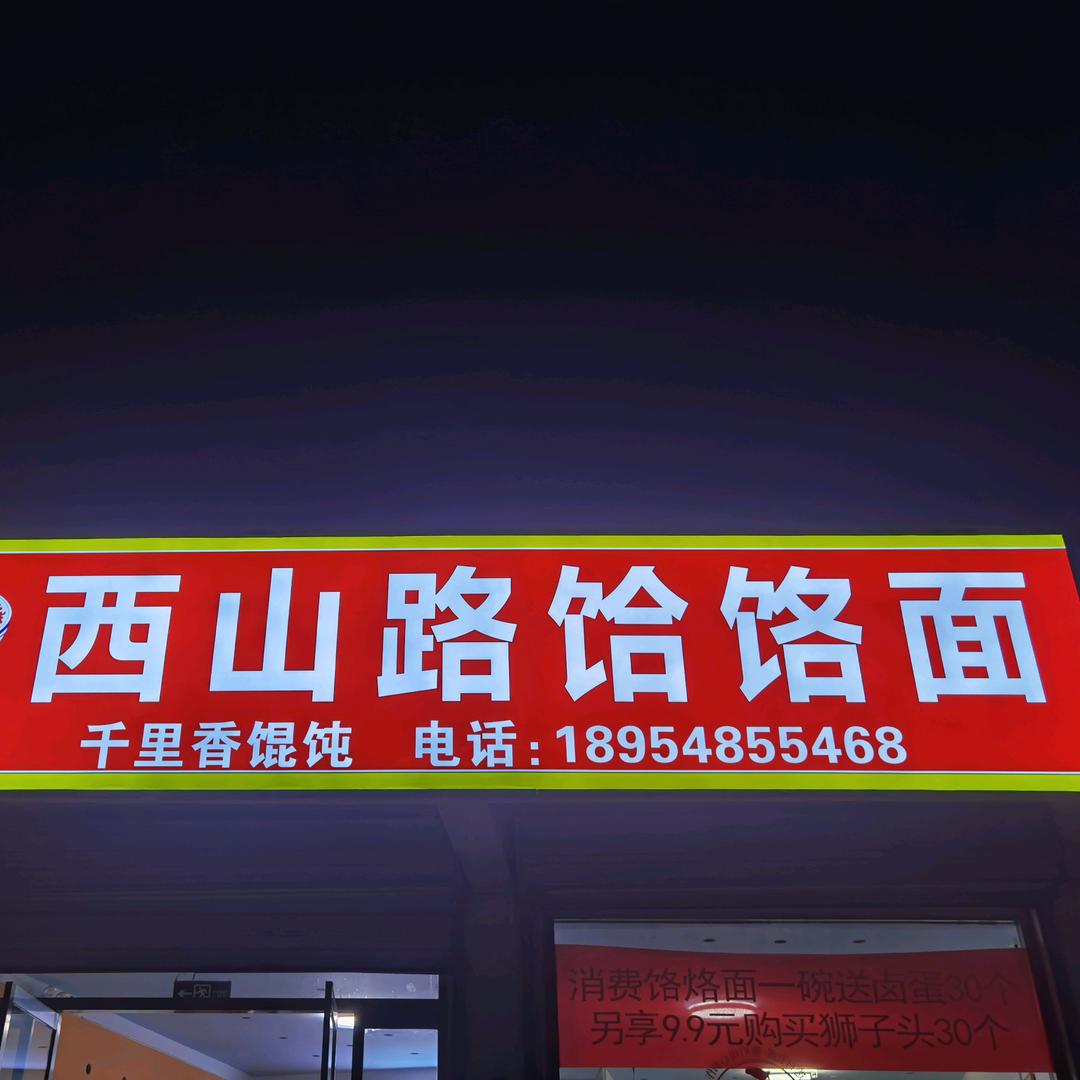 西山路饸饹面
千里香馄饨 电话:18954855468
消费饹烙面一碗送卤蛋30个
另享9.9元购买狮子头30个